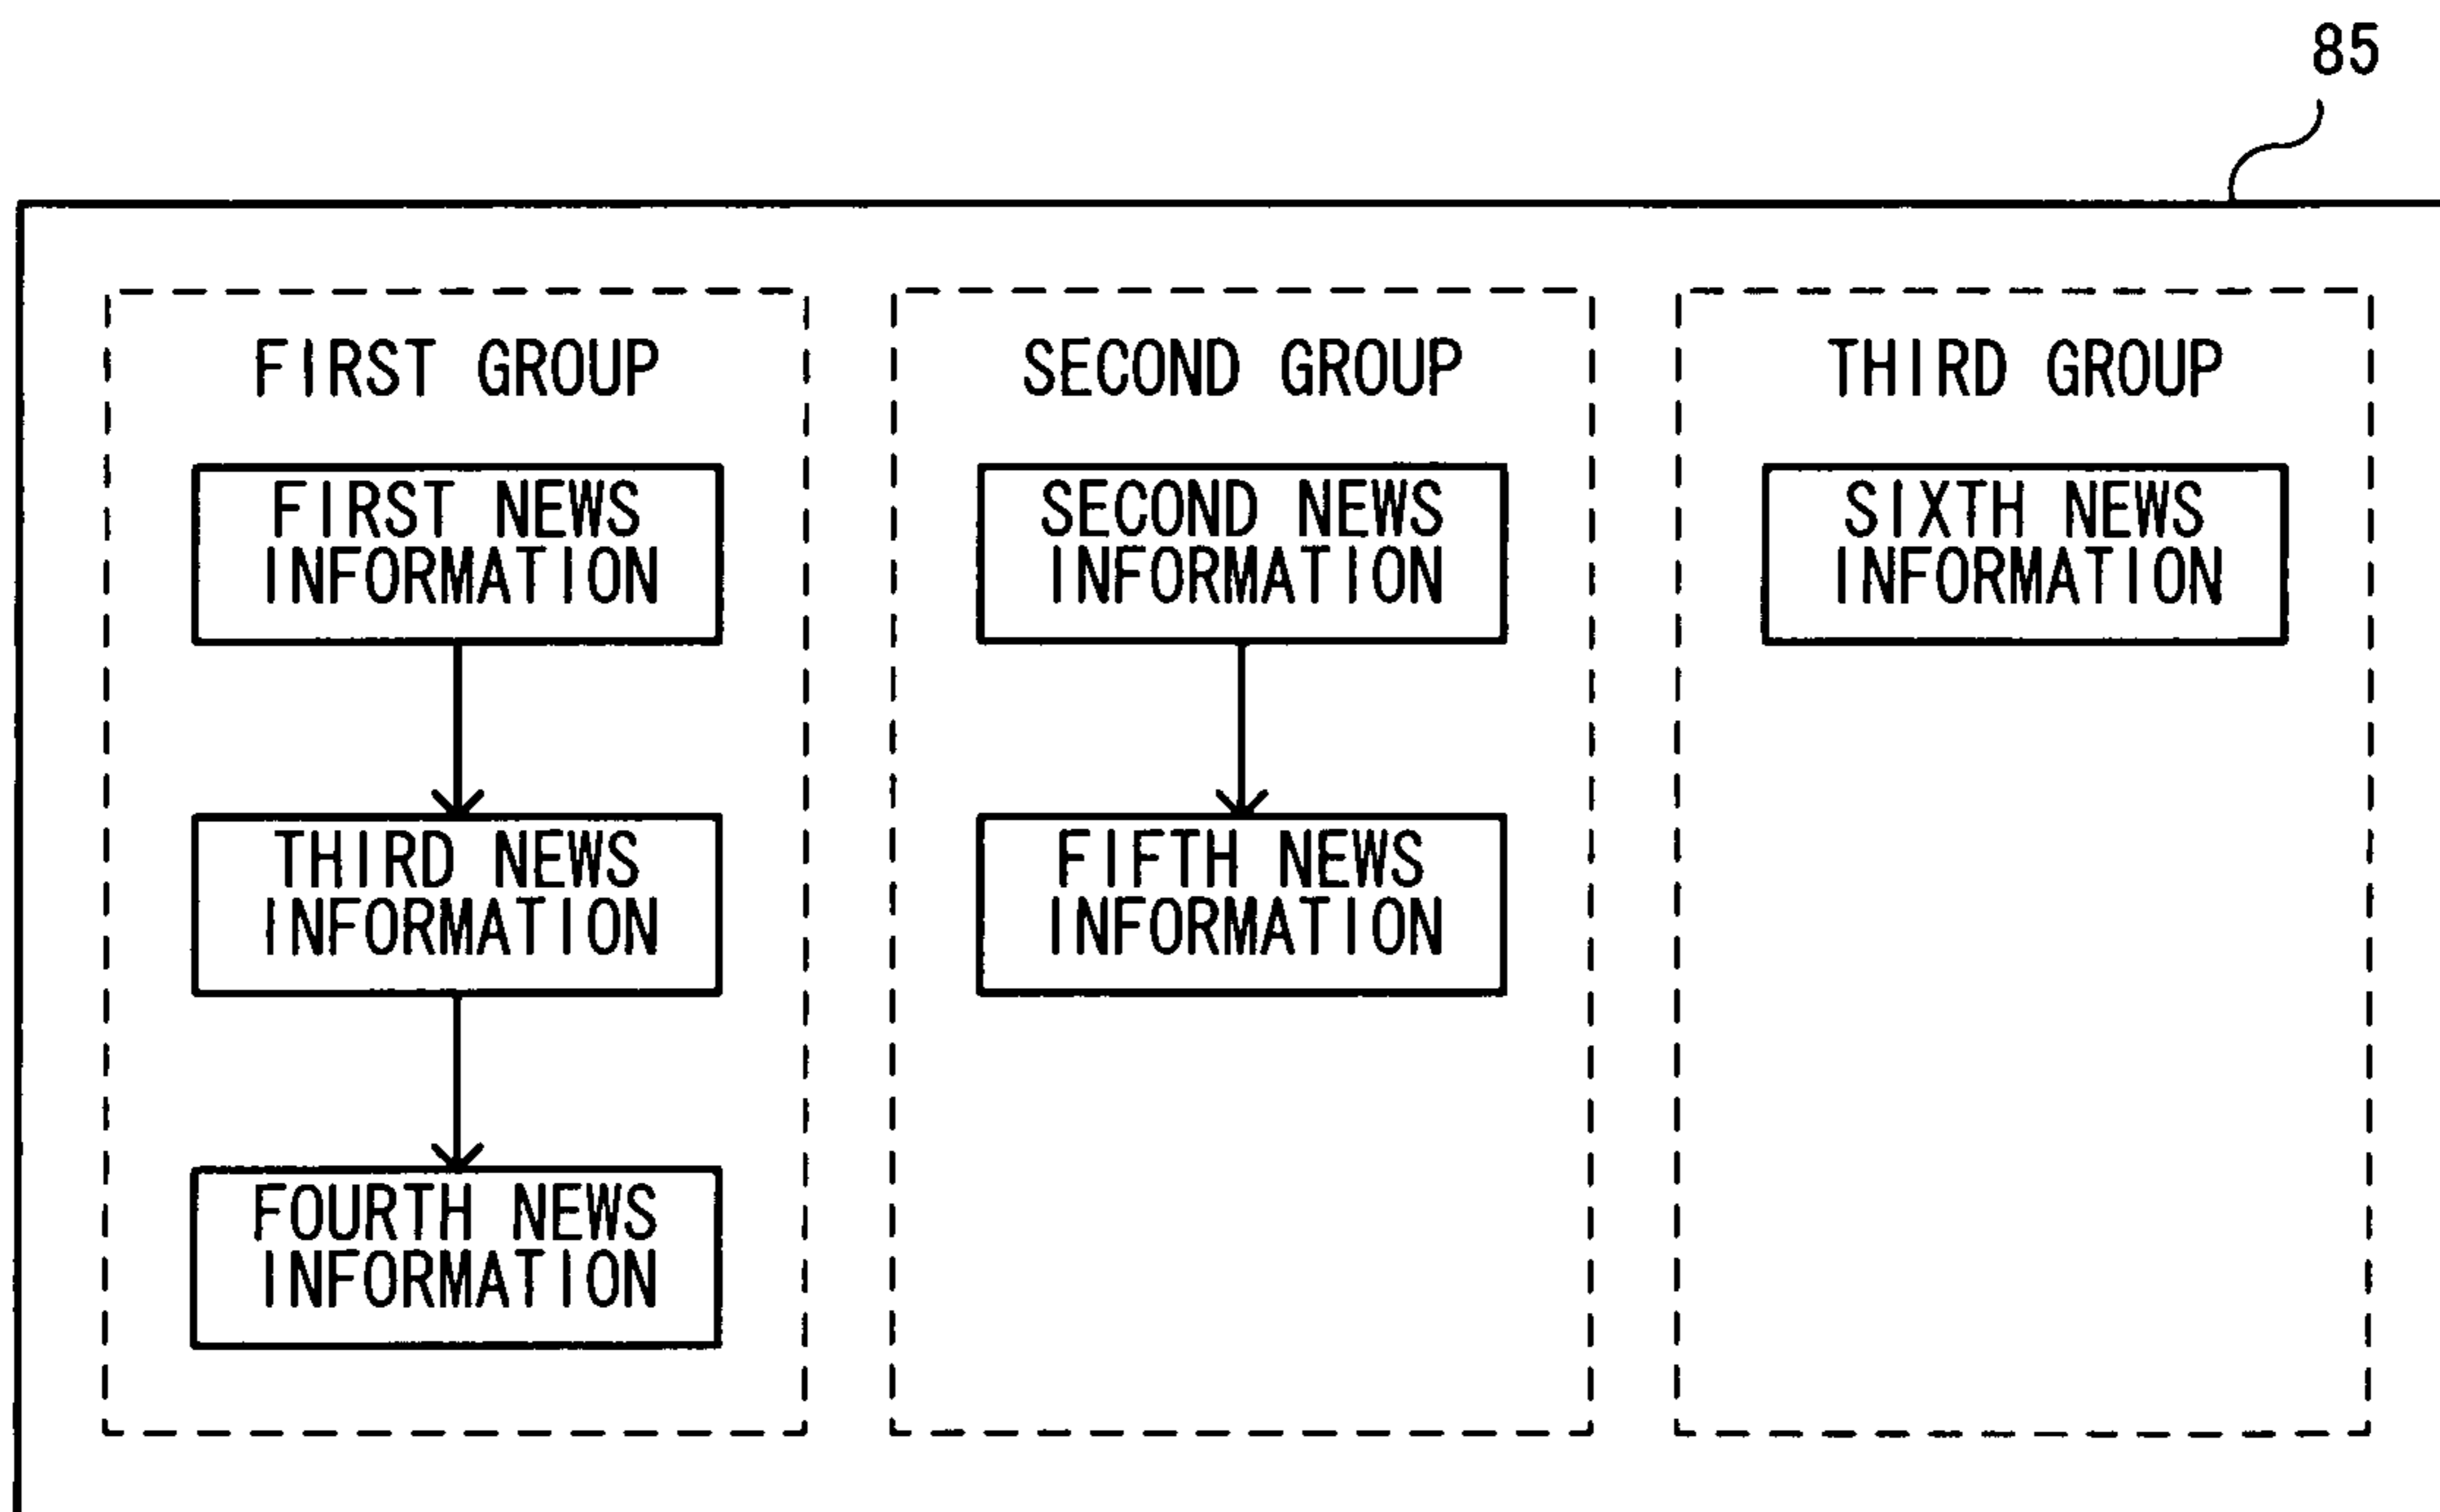 85
FIRST GROUP
FIRST NEWS
INFORMATION
THIRD NEWS
INFORMATION
FOURTH NEWS
INFORMATION
SECOND GROUP
SECOND NEWS
INFORMATION
FIFTH NEWS
INFORMATION
THIRD GROUP
SIXTH NEWS
INFORMATION